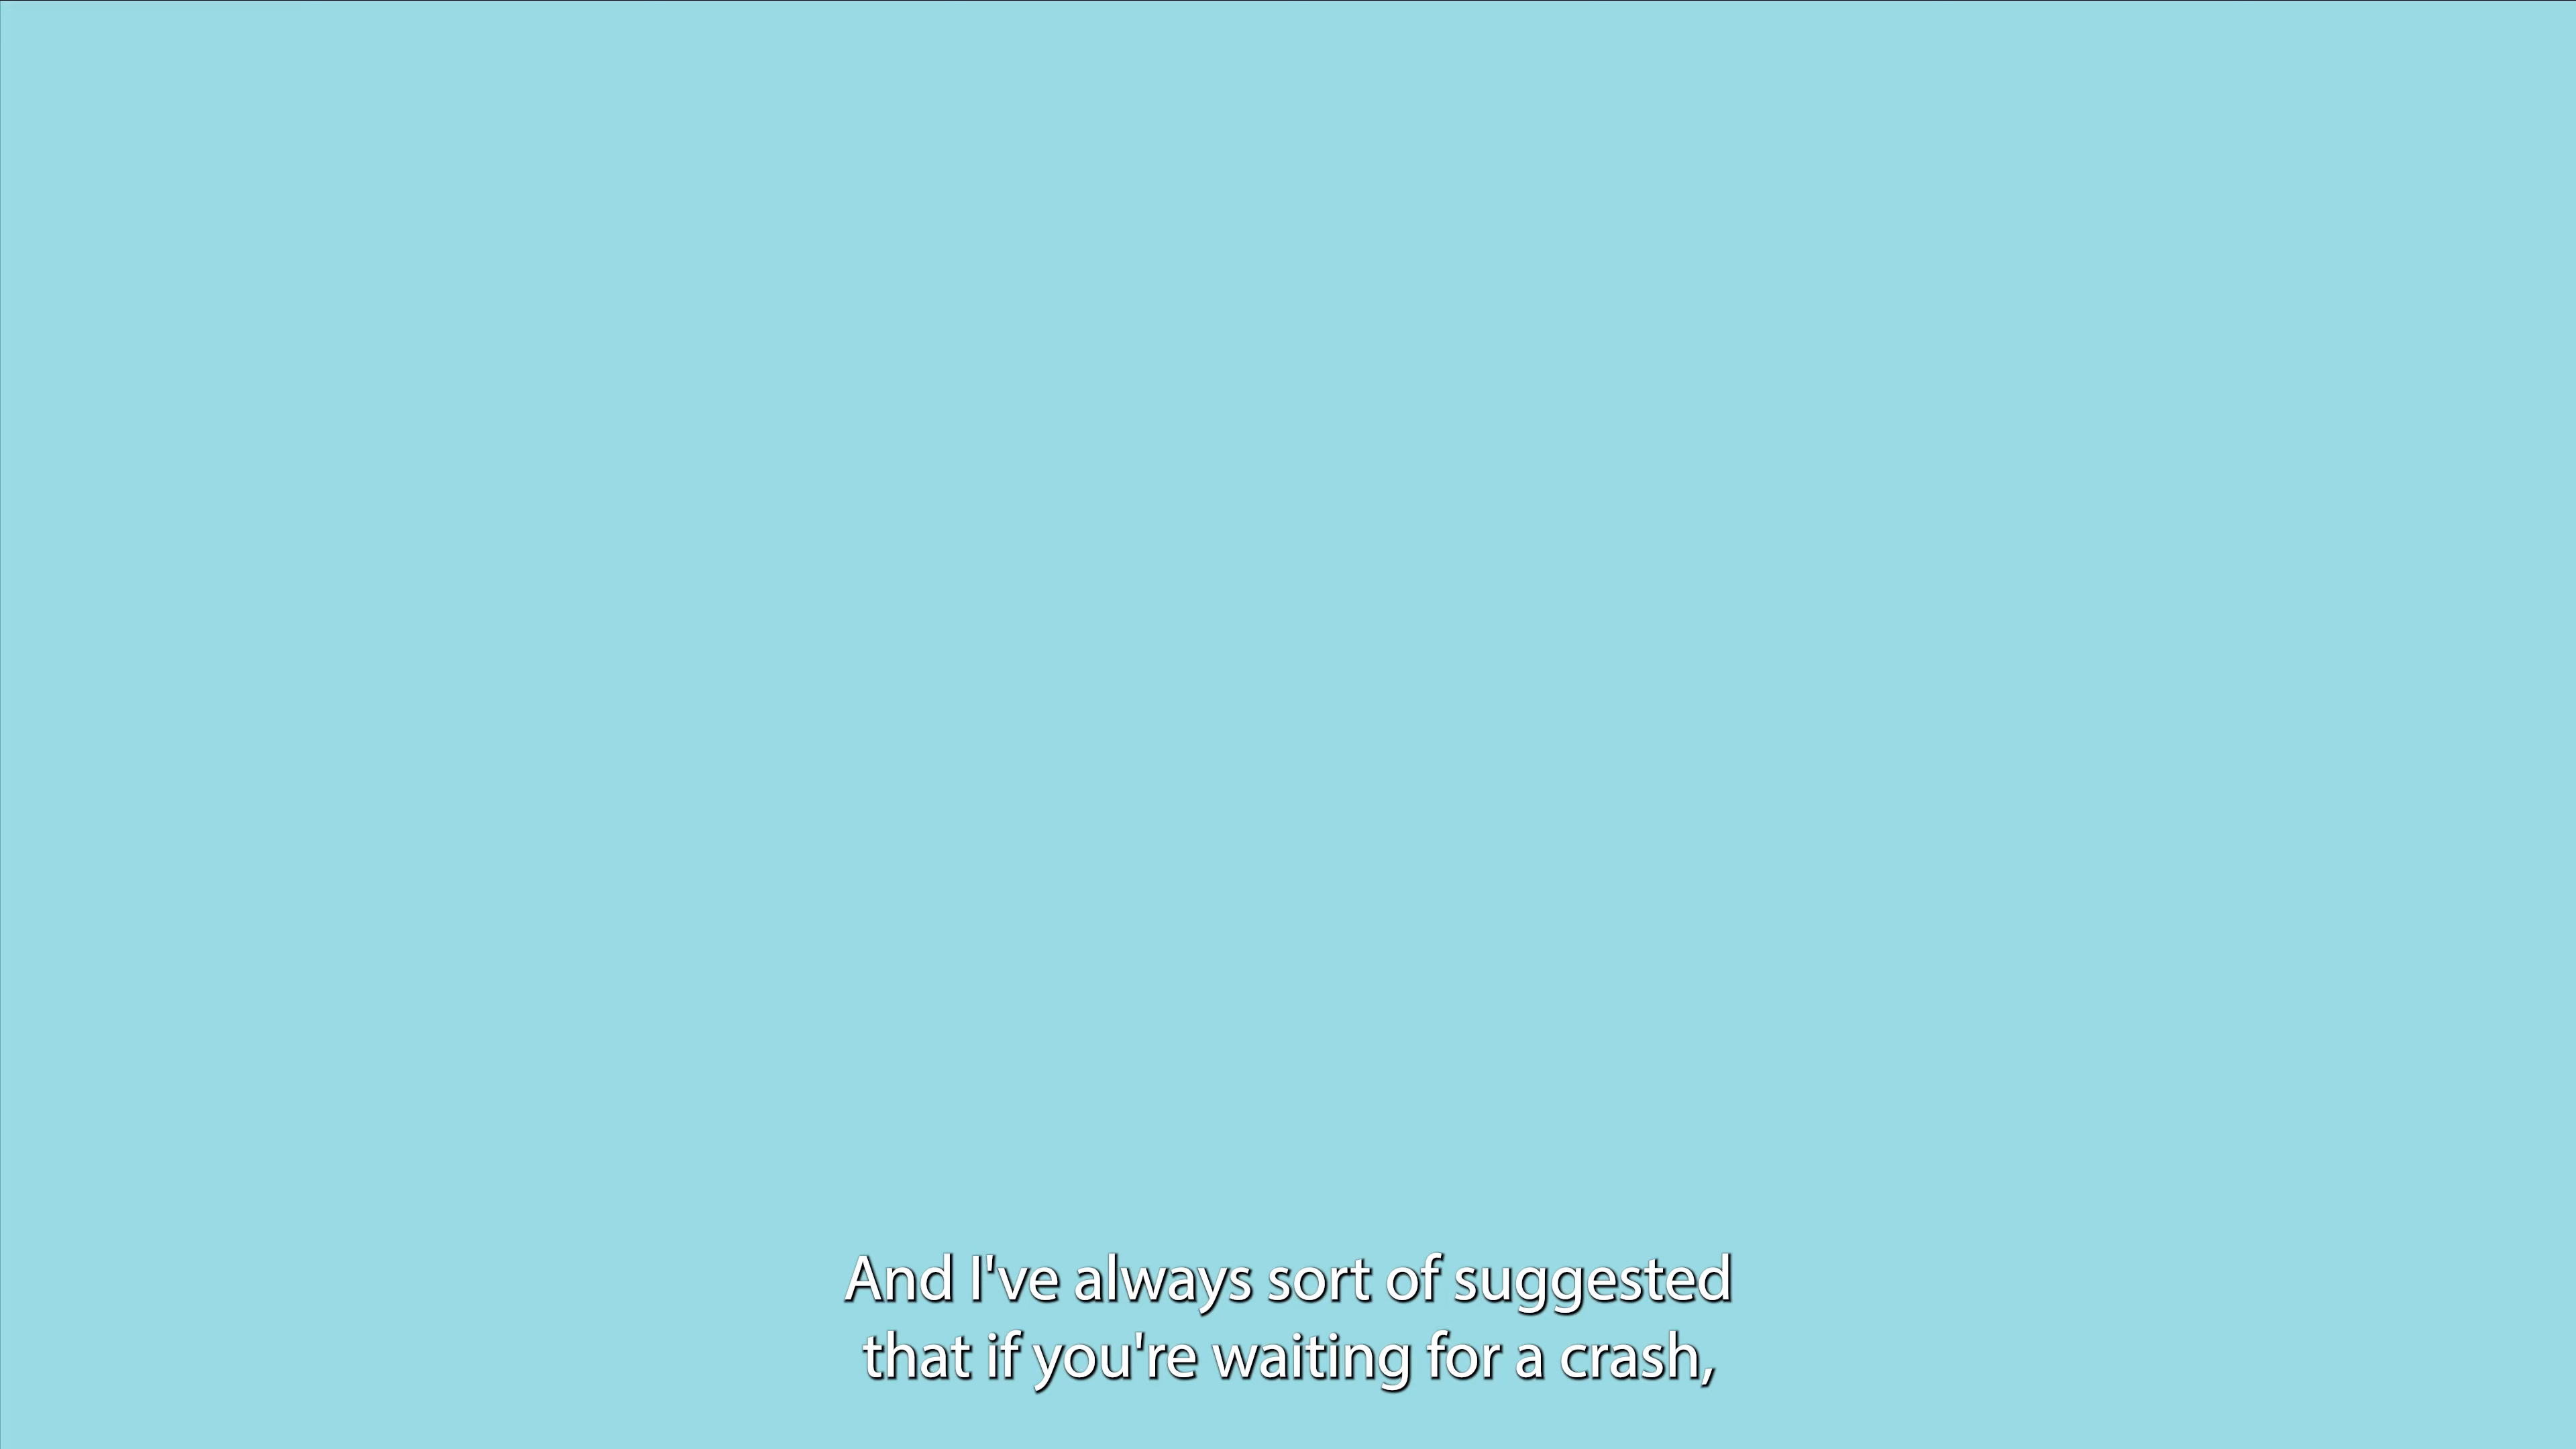 And I've always sort of suggested
that if you're waiting for a crash,